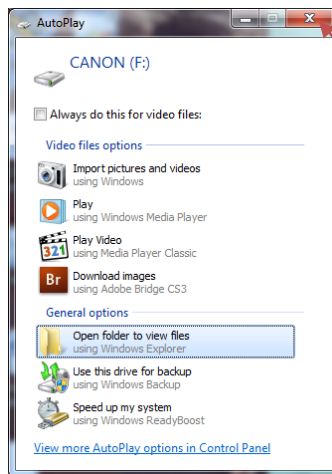 AutoPlay
CANON (F:)
Always do this for video files:
Video files options
Import pictures and videos
using Windows
Play
using Windows Media Player
321
Play Video
using Media Player Classic
Br
Download images
using Adobe Bridge CS3
General options
Open folder to view files
using Windows Explorer
Use this drive for backup
using Windows Backup
Speed up my system
using Windows ReadyBoost
View more AutoPlay options in Control Panel